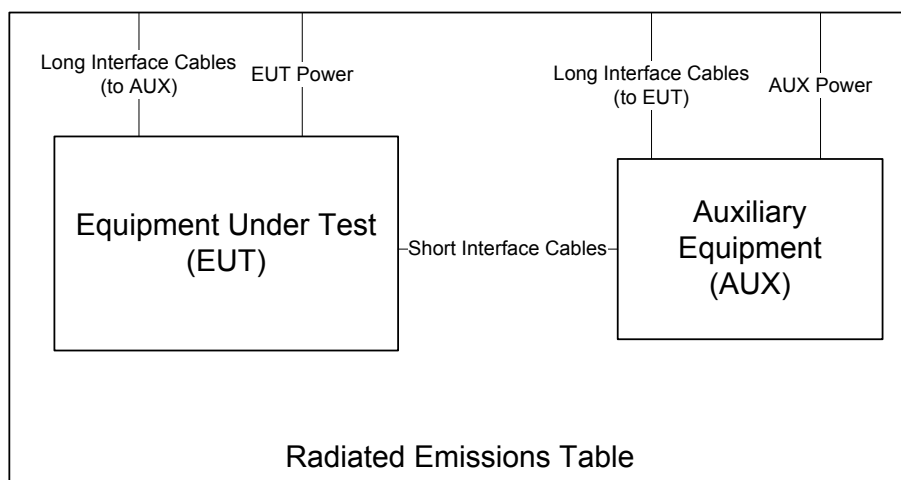 Long Interface Cables
(to AUX)
EUT Power
Long Interface Cables
(to EUT)
AUX Power
Equipment Under Test
(EUT)
Short Interface Cables
Auxiliary
Equipment
(AUX)
Radiated Emissions Table